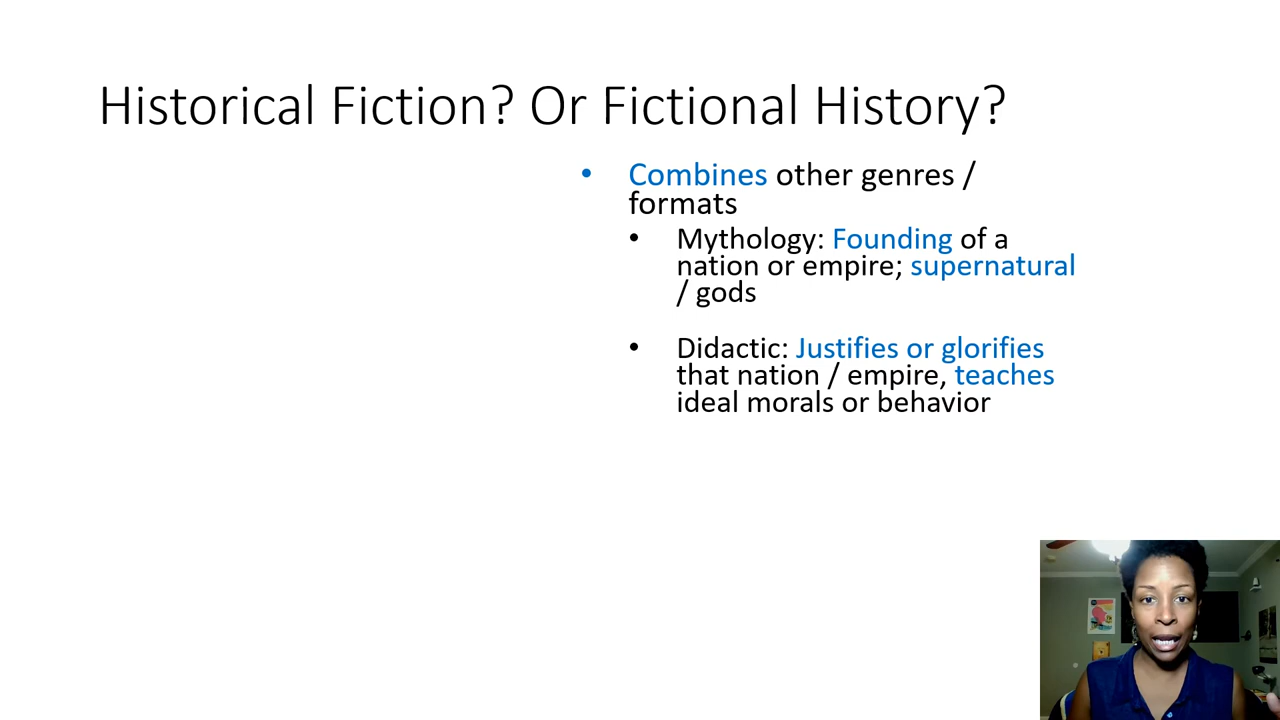 Historical Fiction? Or Fictional History?
• Combines other genres /
formats
• Mythology: Founding of a
nation or empire; supernatural
/ gods
• Didactic: Justifies or glorifies
that nation / empire, teaches
ideal morals or behavior